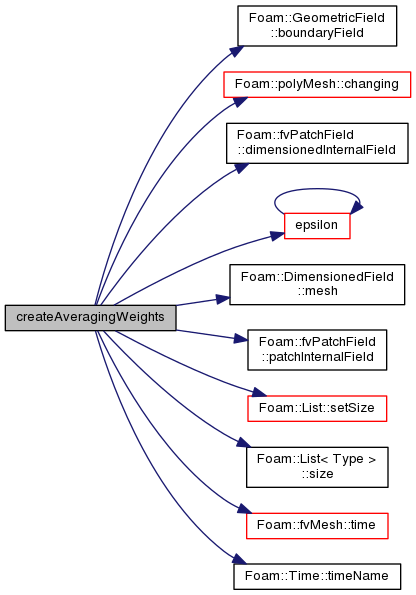 Foam::GeometricField
::boundaryField
Foam::polyMesh::changing
Foam::fvPatchField
::dimensionedInternalField
epsilon
Foam::DimensionedField
::mesh
createAveragingWeights
Foam::fvPatchField
::patchInternalField
Foam::List::setSize
Foam::List< Type >
::size
Foam::fvMesh::time
Foam::Time::timeName